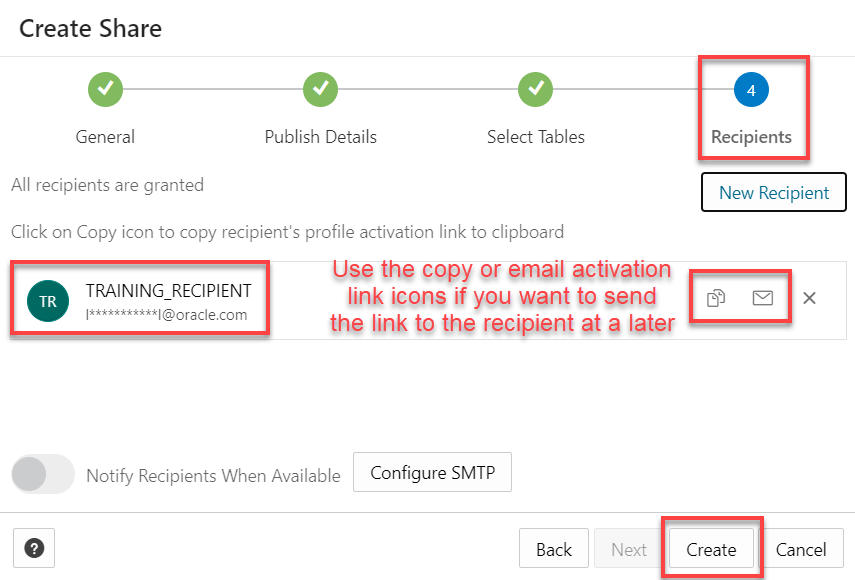 Create Share
4
General
Publish Details
Select Tables
Recipients
All recipients are granted
New Recipient
Click on Copy icon to copy recipient's profile activation link to clipboard
TR
TRAINING_RECIPIENT
l***********l@oracle.com
Use the copy or email activation
link icons if you want to send
the link to the recipient at a later
Notify Recipients When Available
Configure SMTP
?
Back
Next
Create
Cancel